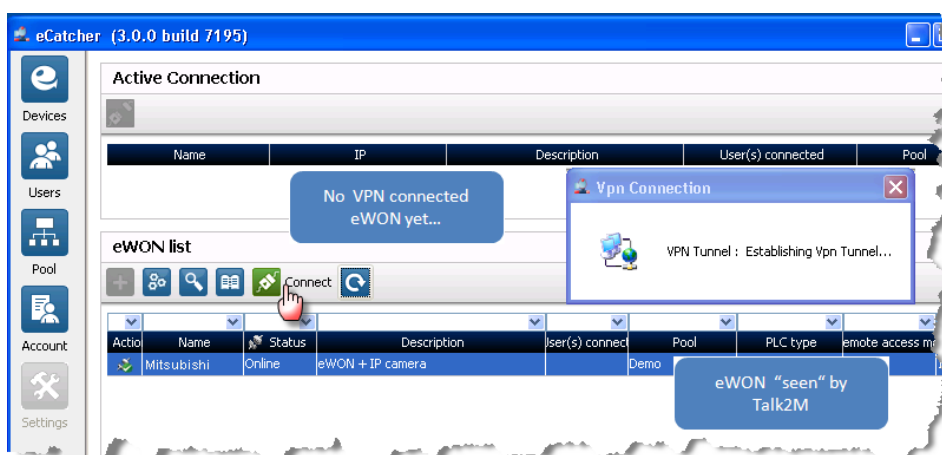 eCatcher (3.0.0 build 7195)
Devices
Users
Pool
Account
Settings
Active Connection
Name IP Description User(s) connected Pool
No VPN connected
eWON yet...
Vpn Connection
VPN Tunnel : Establishing Vpn Tunnel...
eWON list
Connect
Actio Name Status Description Jser(s) connect Pool PLC type emote access m
Mitsubishi Online eWON + IP camera Demo
eWON "seen" by
Talk2M